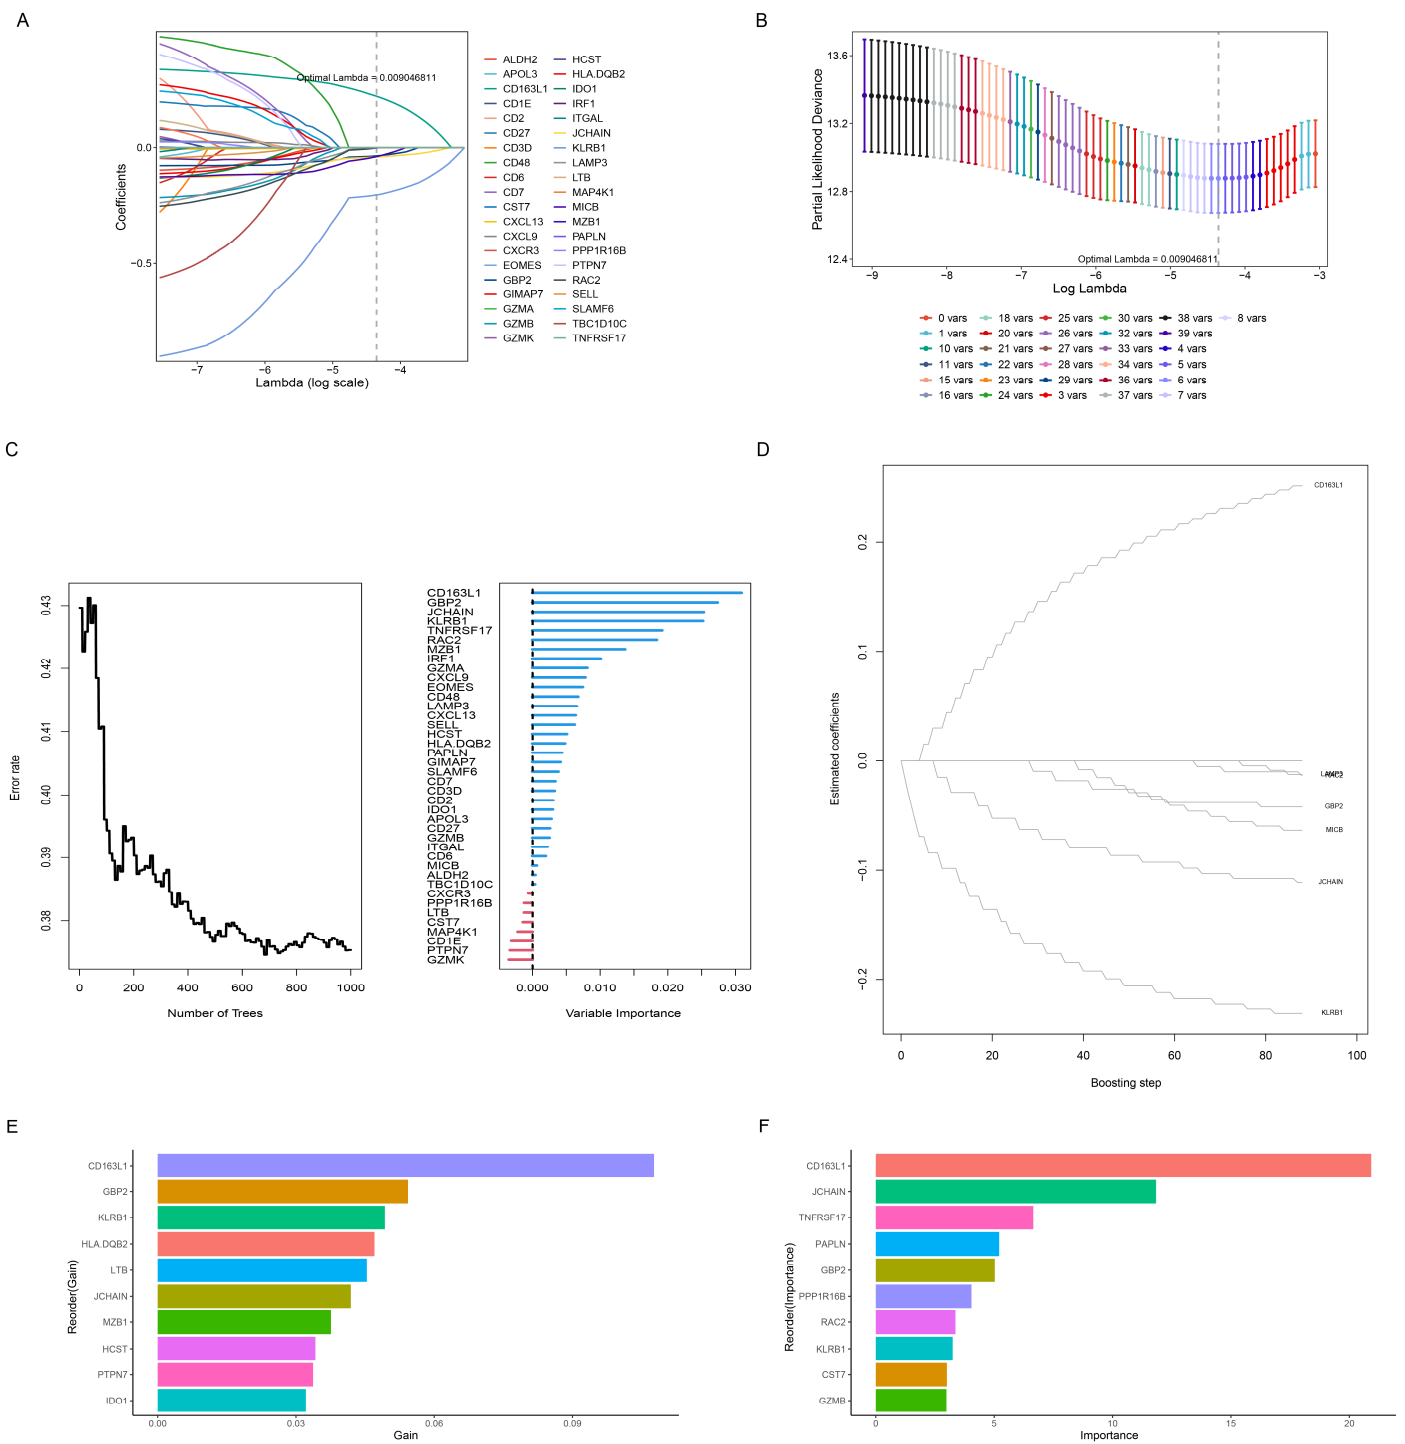 A
Optimal Lambda = 0.009046811
0.0
−0.5
Coefficients
−7
−6
−5
−4
Lambda (log scale)
ALDH2
APOL3
CD163L1
CD1E
CD2
CD27
CD3D
CD48
CD6
CD7
CST7
CXCL13
CXCL9
CXCR3
EOMES
GBP2
GIMAP7
GZMA
GZMB
GZMK
HCST
HLA.DQB2
IDO1
IRF1
ITGAL
JCHAIN
KLRB1
LAMP3
LTB
MAP4K1
MICB
MZB1
PAPLN
PPP1R16B
PTPN7
RAC2
SELL
SLAMF6
TBC1D10C
TNFRSF17
B
13.6
13.2
12.8
12.4
Partial Likelihood Deviance
Optimal Lambda = 0.009046811
−9
−8
−7
−6
−5
−4
−3
Log Lambda
0 vars
1 vars
10 vars
11 vars
15 vars
16 vars
18 vars
20 vars
21 vars
22 vars
23 vars
24 vars
25 vars
26 vars
27 vars
28 vars
29 vars
3 vars
30 vars
32 vars
33 vars
34 vars
36 vars
37 vars
38 vars
39 vars
4 vars
5 vars
6 vars
7 vars
8 vars
C
0.43
0.42
0.41
0.40
0.39
0.38
Error rate
0
200
400
600
800
1000
Number of Trees
CD163L1
GBP2
JCHAIN
KLRB1
TNFRSF17
RAC2
MZB1
IRF1
GZMA
CXCL9
EOMES
CD48
LAMP3
CXCL13
SELL
HCST
HLA.DQB2
PAPLN
GIMAP7
SLAMF6
CD7
CD3D
CD2
IDO1
APOL3
CD27
GZMB
ITGAL
CD6
MICB
ALDH2
TBC1D10C
CXCR3
PPP1R16B
LTB
CST7
MAP4K1
CD1E
PTPN7
GZMK
0.000
0.010
0.020
0.030
Variable Importance
D
0.2
0.1
0.0
−0.1
−0.2
Estimated coefficients
CD163L1
LAMP3
RAC2
GBP2
MICB
JCHAIN
KLRB1
0
20
40
60
80
100
Boosting step
E
Reorder(Gain)
CD163L1
GBP2
KLRB1
HLA.DQB2
LTB
JCHAIN
MZB1
HCST
PTPN7
IDO1
0.00
0.03
0.06
0.09
Gain
F
Reorder(Importance)
CD163L1
JCHAIN
TNFRSF17
PAPLN
GBP2
PPP1R16B
RAC2
KLRB1
CST7
GZMB
0
5
10
15
20
Importance